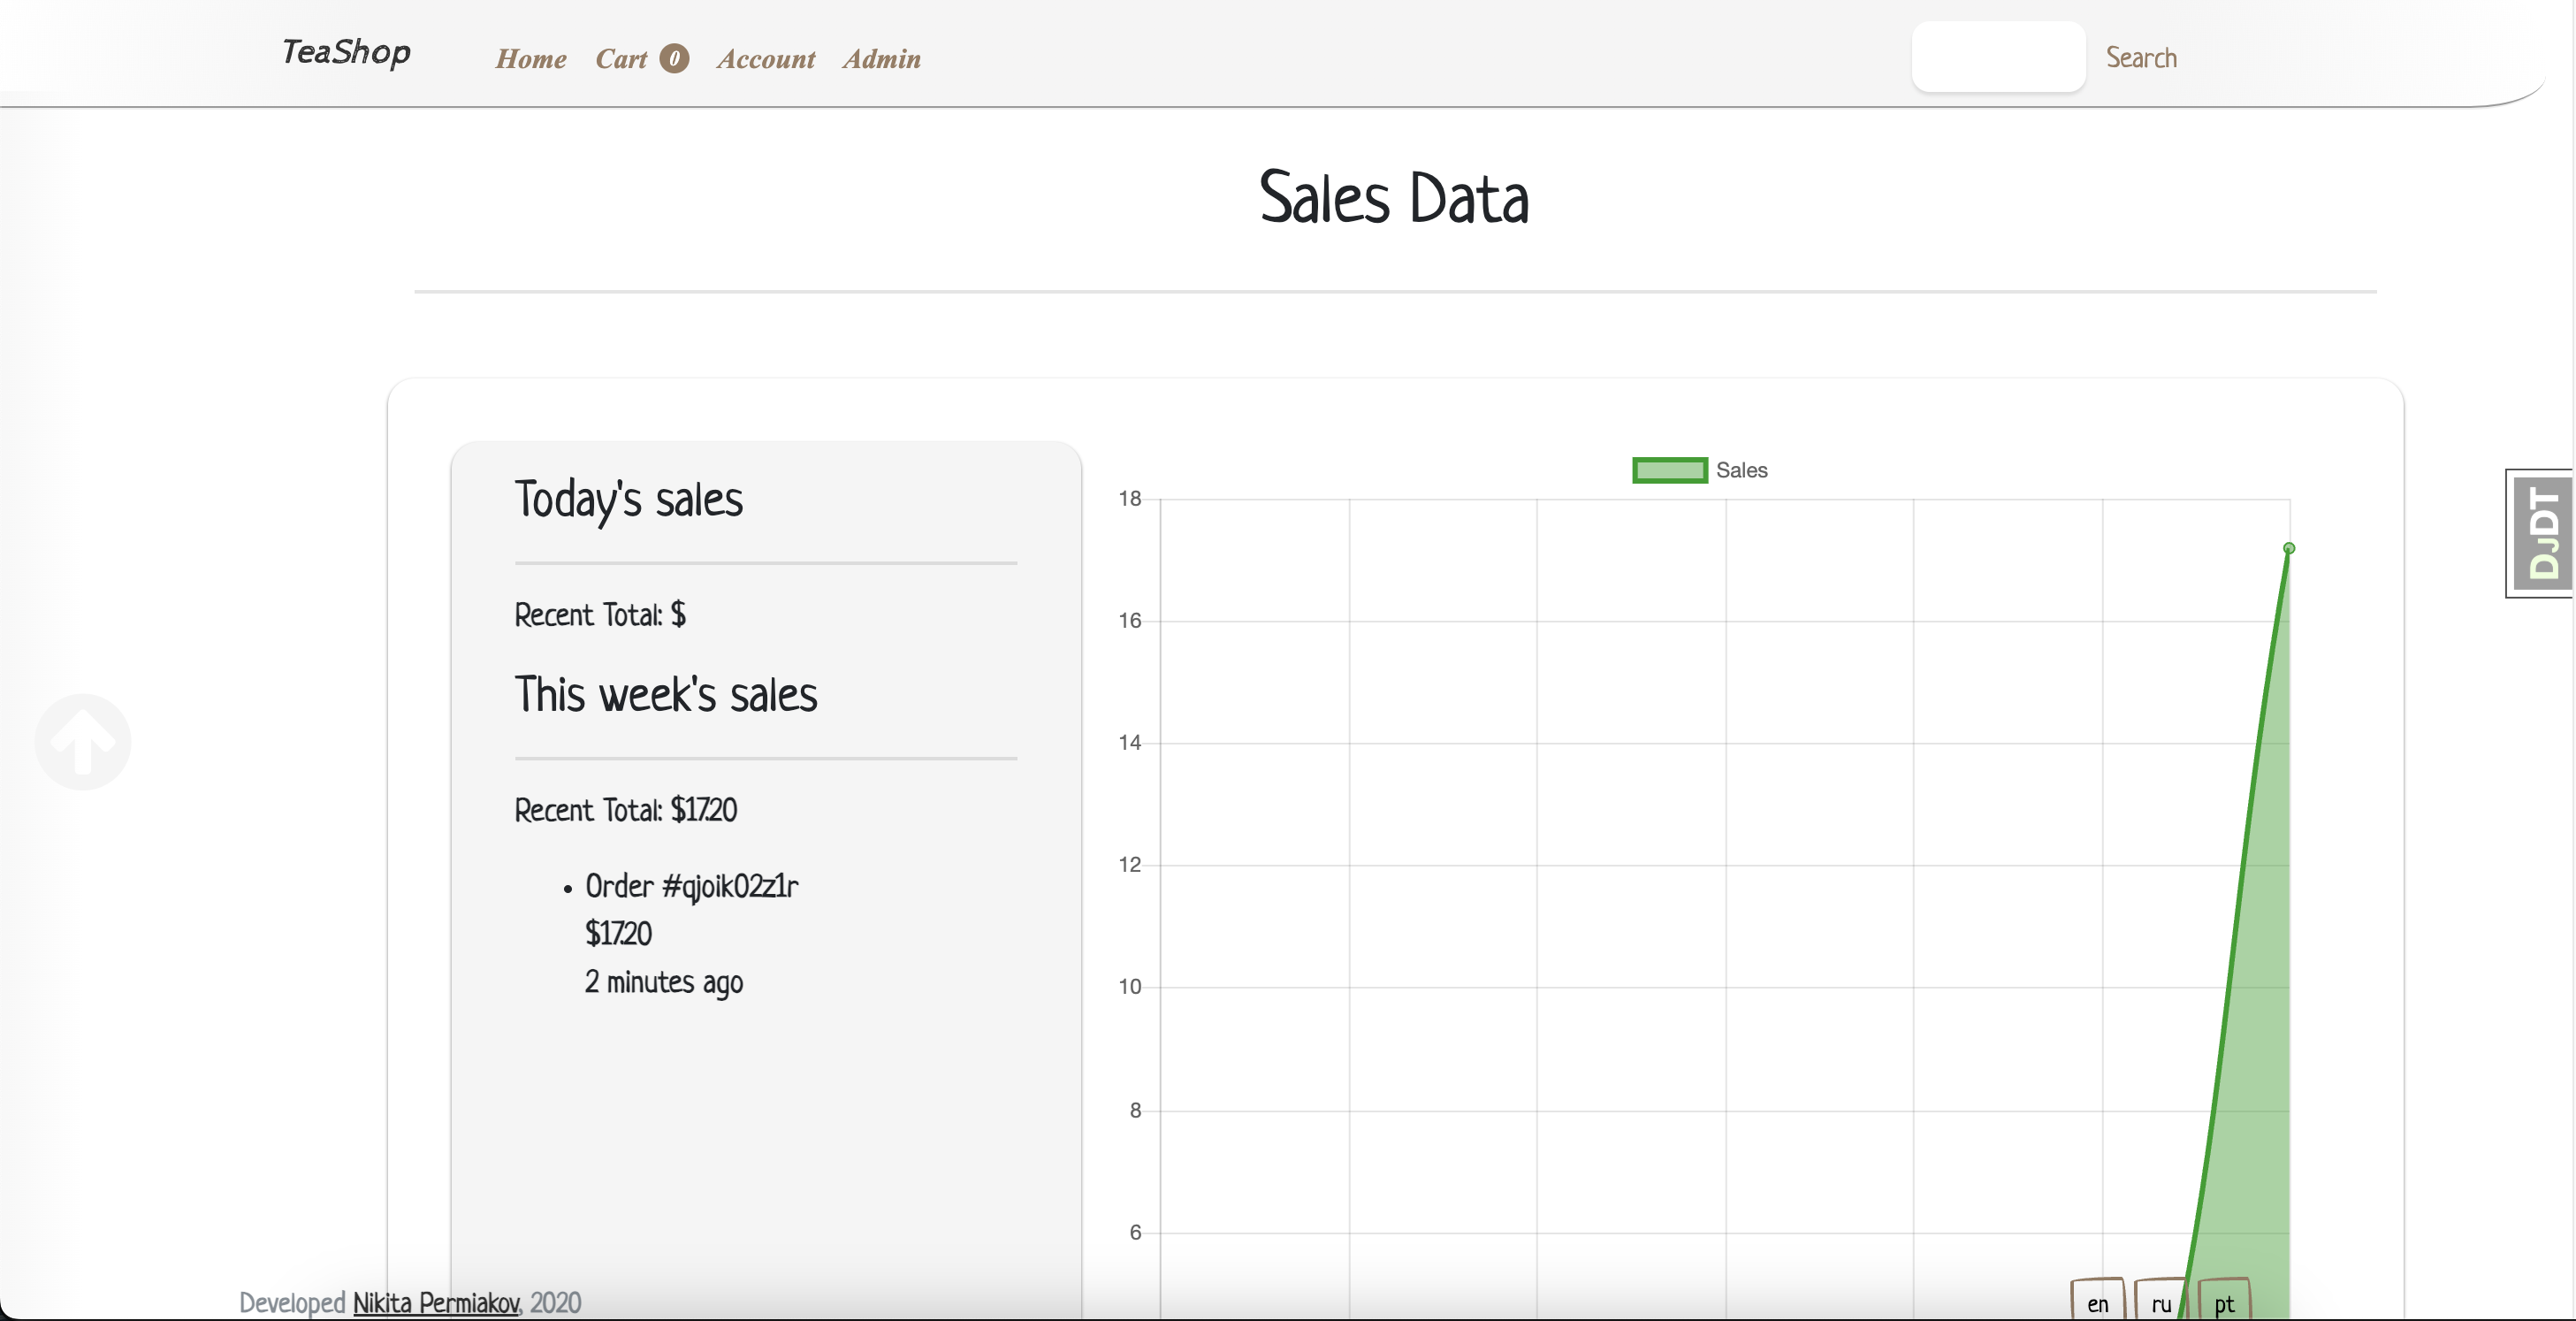 TeaShop
Home Cart 0 Account Admin
Search
Sales Data
Today's sales
Recent Total: $
This week's sales
Recent Total: $17.20
Order #qjoik02z1r
$17.20
2 minutes ago
Sales
18
16
14
12
10
8
6
DJDT
Developed Nikita Permiakov, 2020
en ru pt